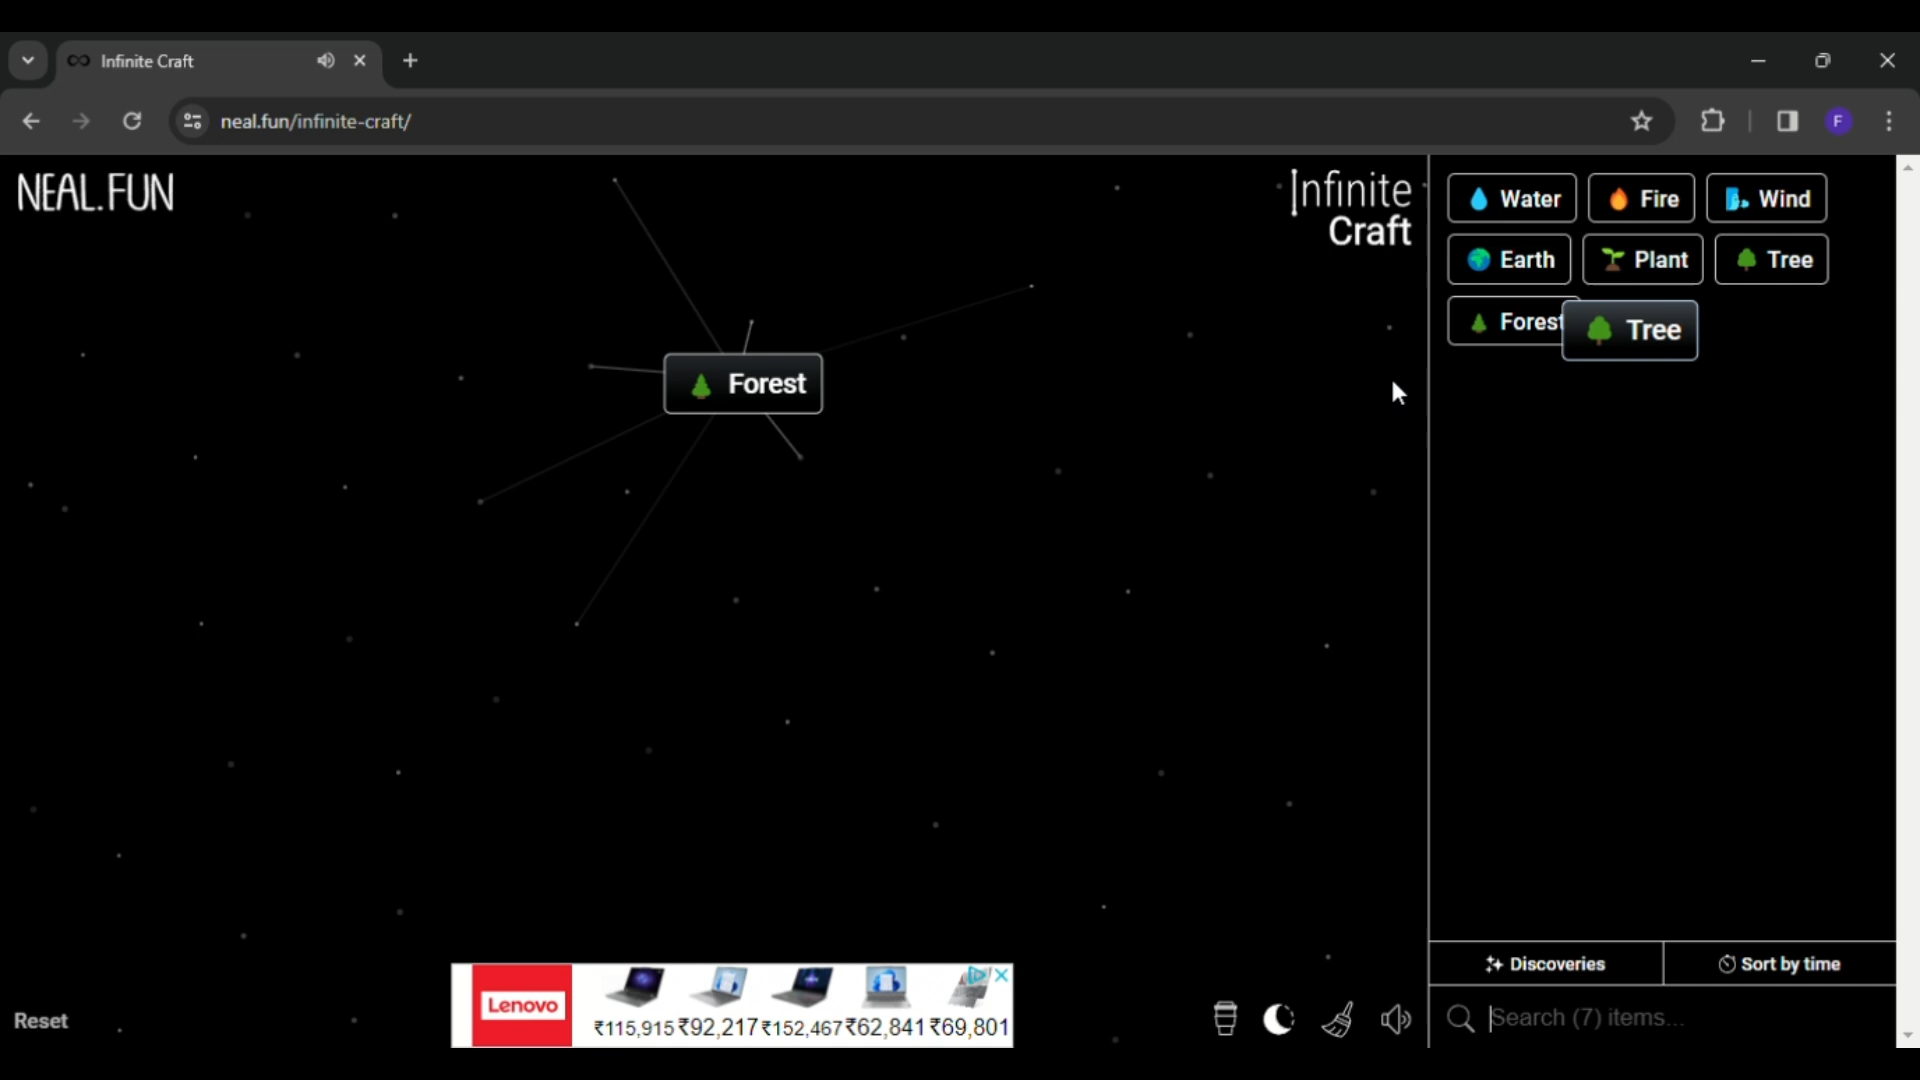 Infinite Craft
neal.fun/infinite-craft/
F
NEAL.FUN
Infinite
Craft
Water Fire Wind
Earth Plant Tree
Forest Tree
Forest
Discoveries Sort by time
Search (7) items...
Reset
Lenovo
₹115,915 ₹92,217 ₹152,467 ₹62,841 ₹69,801